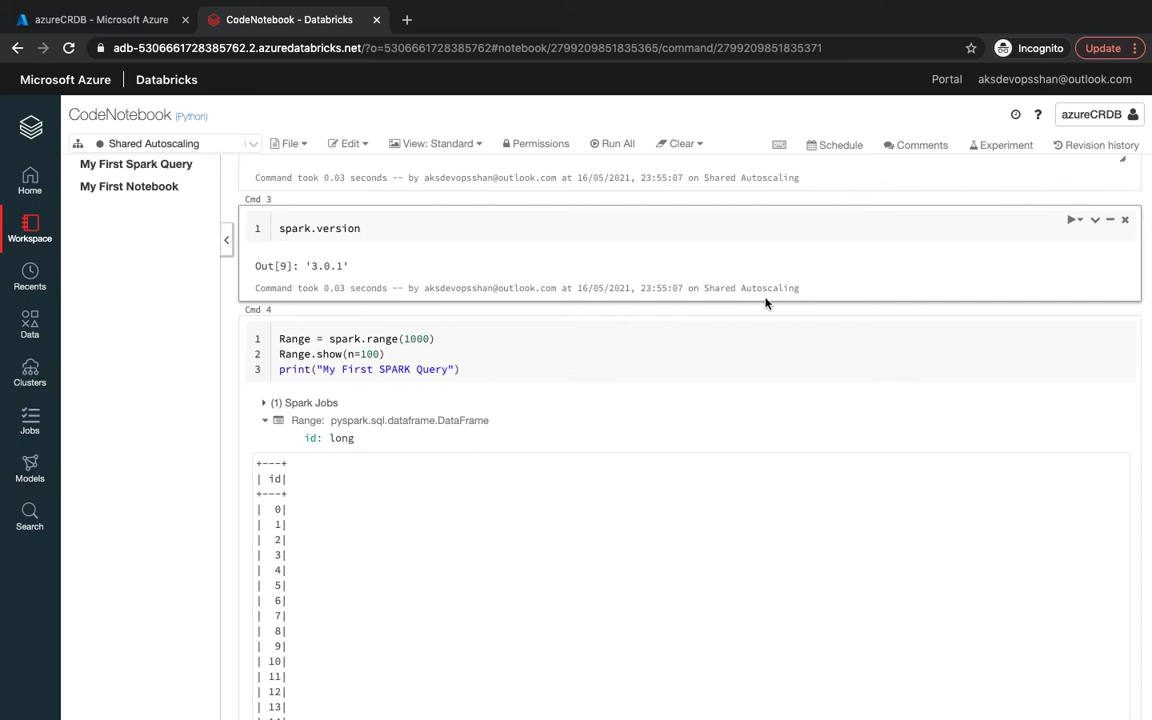 azureCRDB - Microsoft Azure
CodeNotebook - Databricks
adb-5306661728385762.2.azuredatabricks.net/?o=5306661728385762#notebook/2799209851835365/command/2799209851835371
Incognito
Update
Microsoft Azure
Databricks
Portal
aksdevopsshan@outlook.com
CodeNotebook (Python)
azureCRDB
Shared Autoscaling
File
Edit
View: Standard
Permissions
Run All
Clear
Schedule
Comments
Experiment
Revision history
Home
Workspace
Recents
Data
Clusters
Jobs
Models
Search
My First Spark Query
My First Notebook
Command took 0.03 seconds -- by aksdevopsshan@outlook.com at 16/05/2021, 23:55:07 on Shared Autoscaling
Cmd 3
1 spark.version
Out[9]: '3.0.1'
Command took 0.03 seconds -- by aksdevopsshan@outlook.com at 16/05/2021, 23:55:07 on Shared Autoscaling
Cmd 4
1 Range = spark.range(1000)
2 Range.show(n=100)
3 print("My First SPARK Query")
(1) Spark Jobs
Range: pyspark.sql.dataframe.DataFrame
id: long
+---+
| id|
+---+
|  0|
|  1|
|  2|
|  3|
|  4|
|  5|
|  6|
|  7|
|  8|
|  9|
| 10|
| 11|
| 12|
| 13|